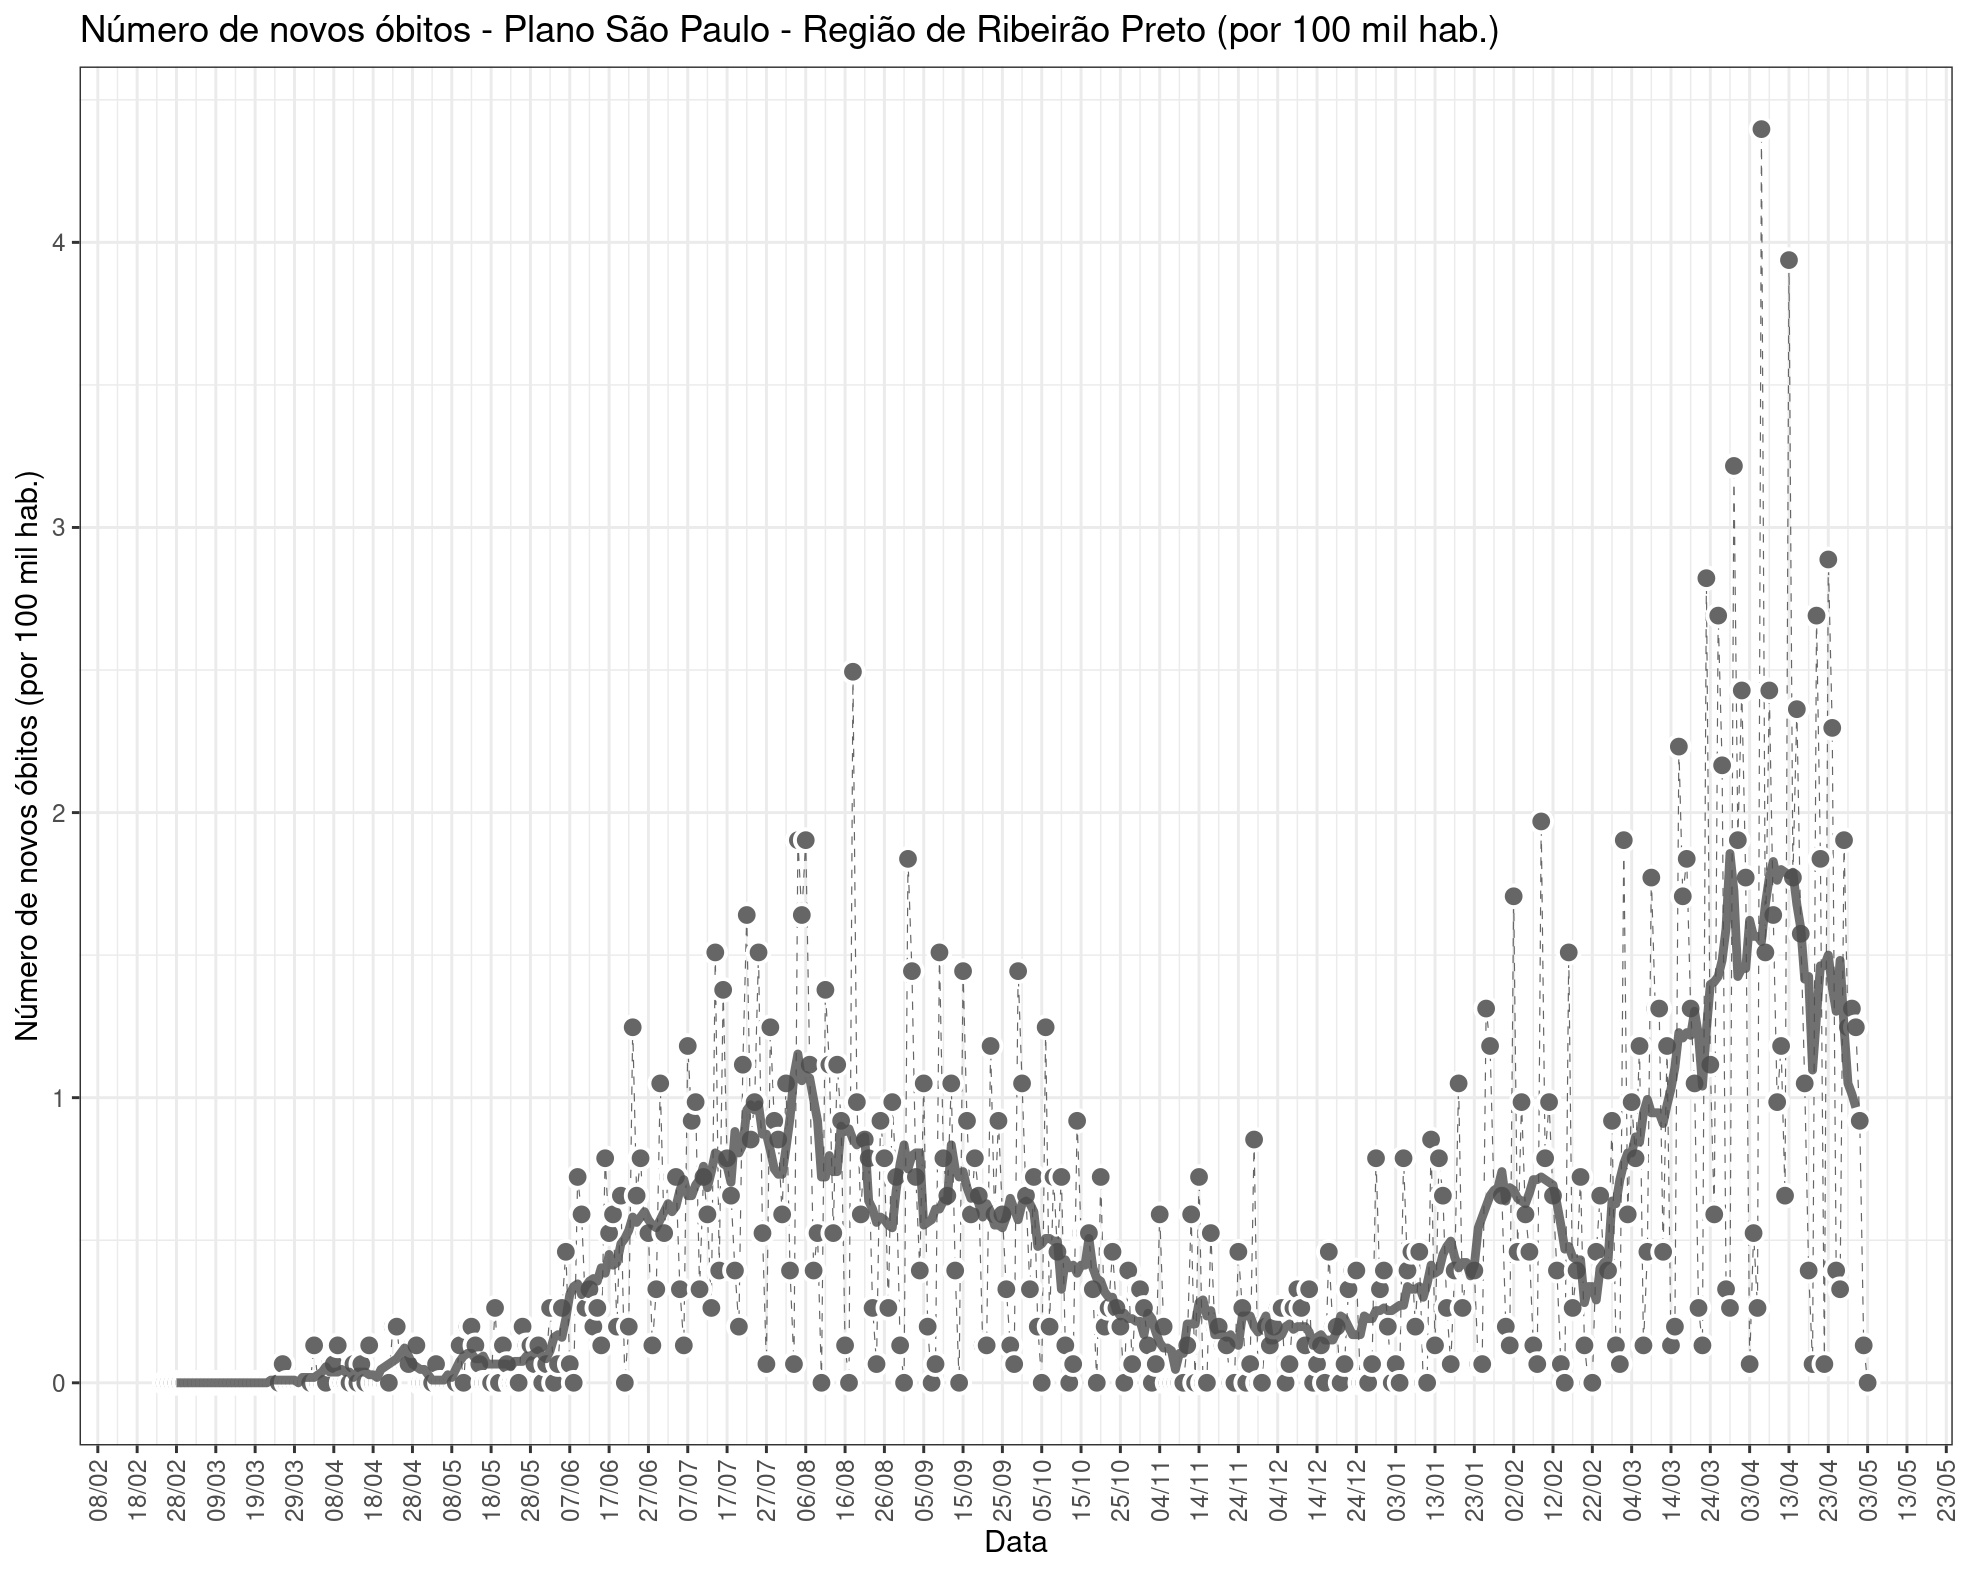 Número de novos óbitos - Plano São Paulo - Região de Ribeirão Preto (por 100 mil hab.)
Número de novos óbitos (por 100 mil hab.)
4
3
2
1
0
08/02 18/02 28/02 09/03 19/03 29/03 08/04 18/04 28/04 08/05 18/05 28/05 07/06 17/06 27/06 07/07 17/07 27/07 06/08 16/08 26/08 05/09 15/09 25/09 05/10 15/10 25/10 04/11 14/11 24/11 04/12 14/12 24/12 03/01 13/01 23/01 02/02 12/02 22/02 04/03 14/03 24/03 03/04 13/04 23/04 03/05 13/05 23/05
Data